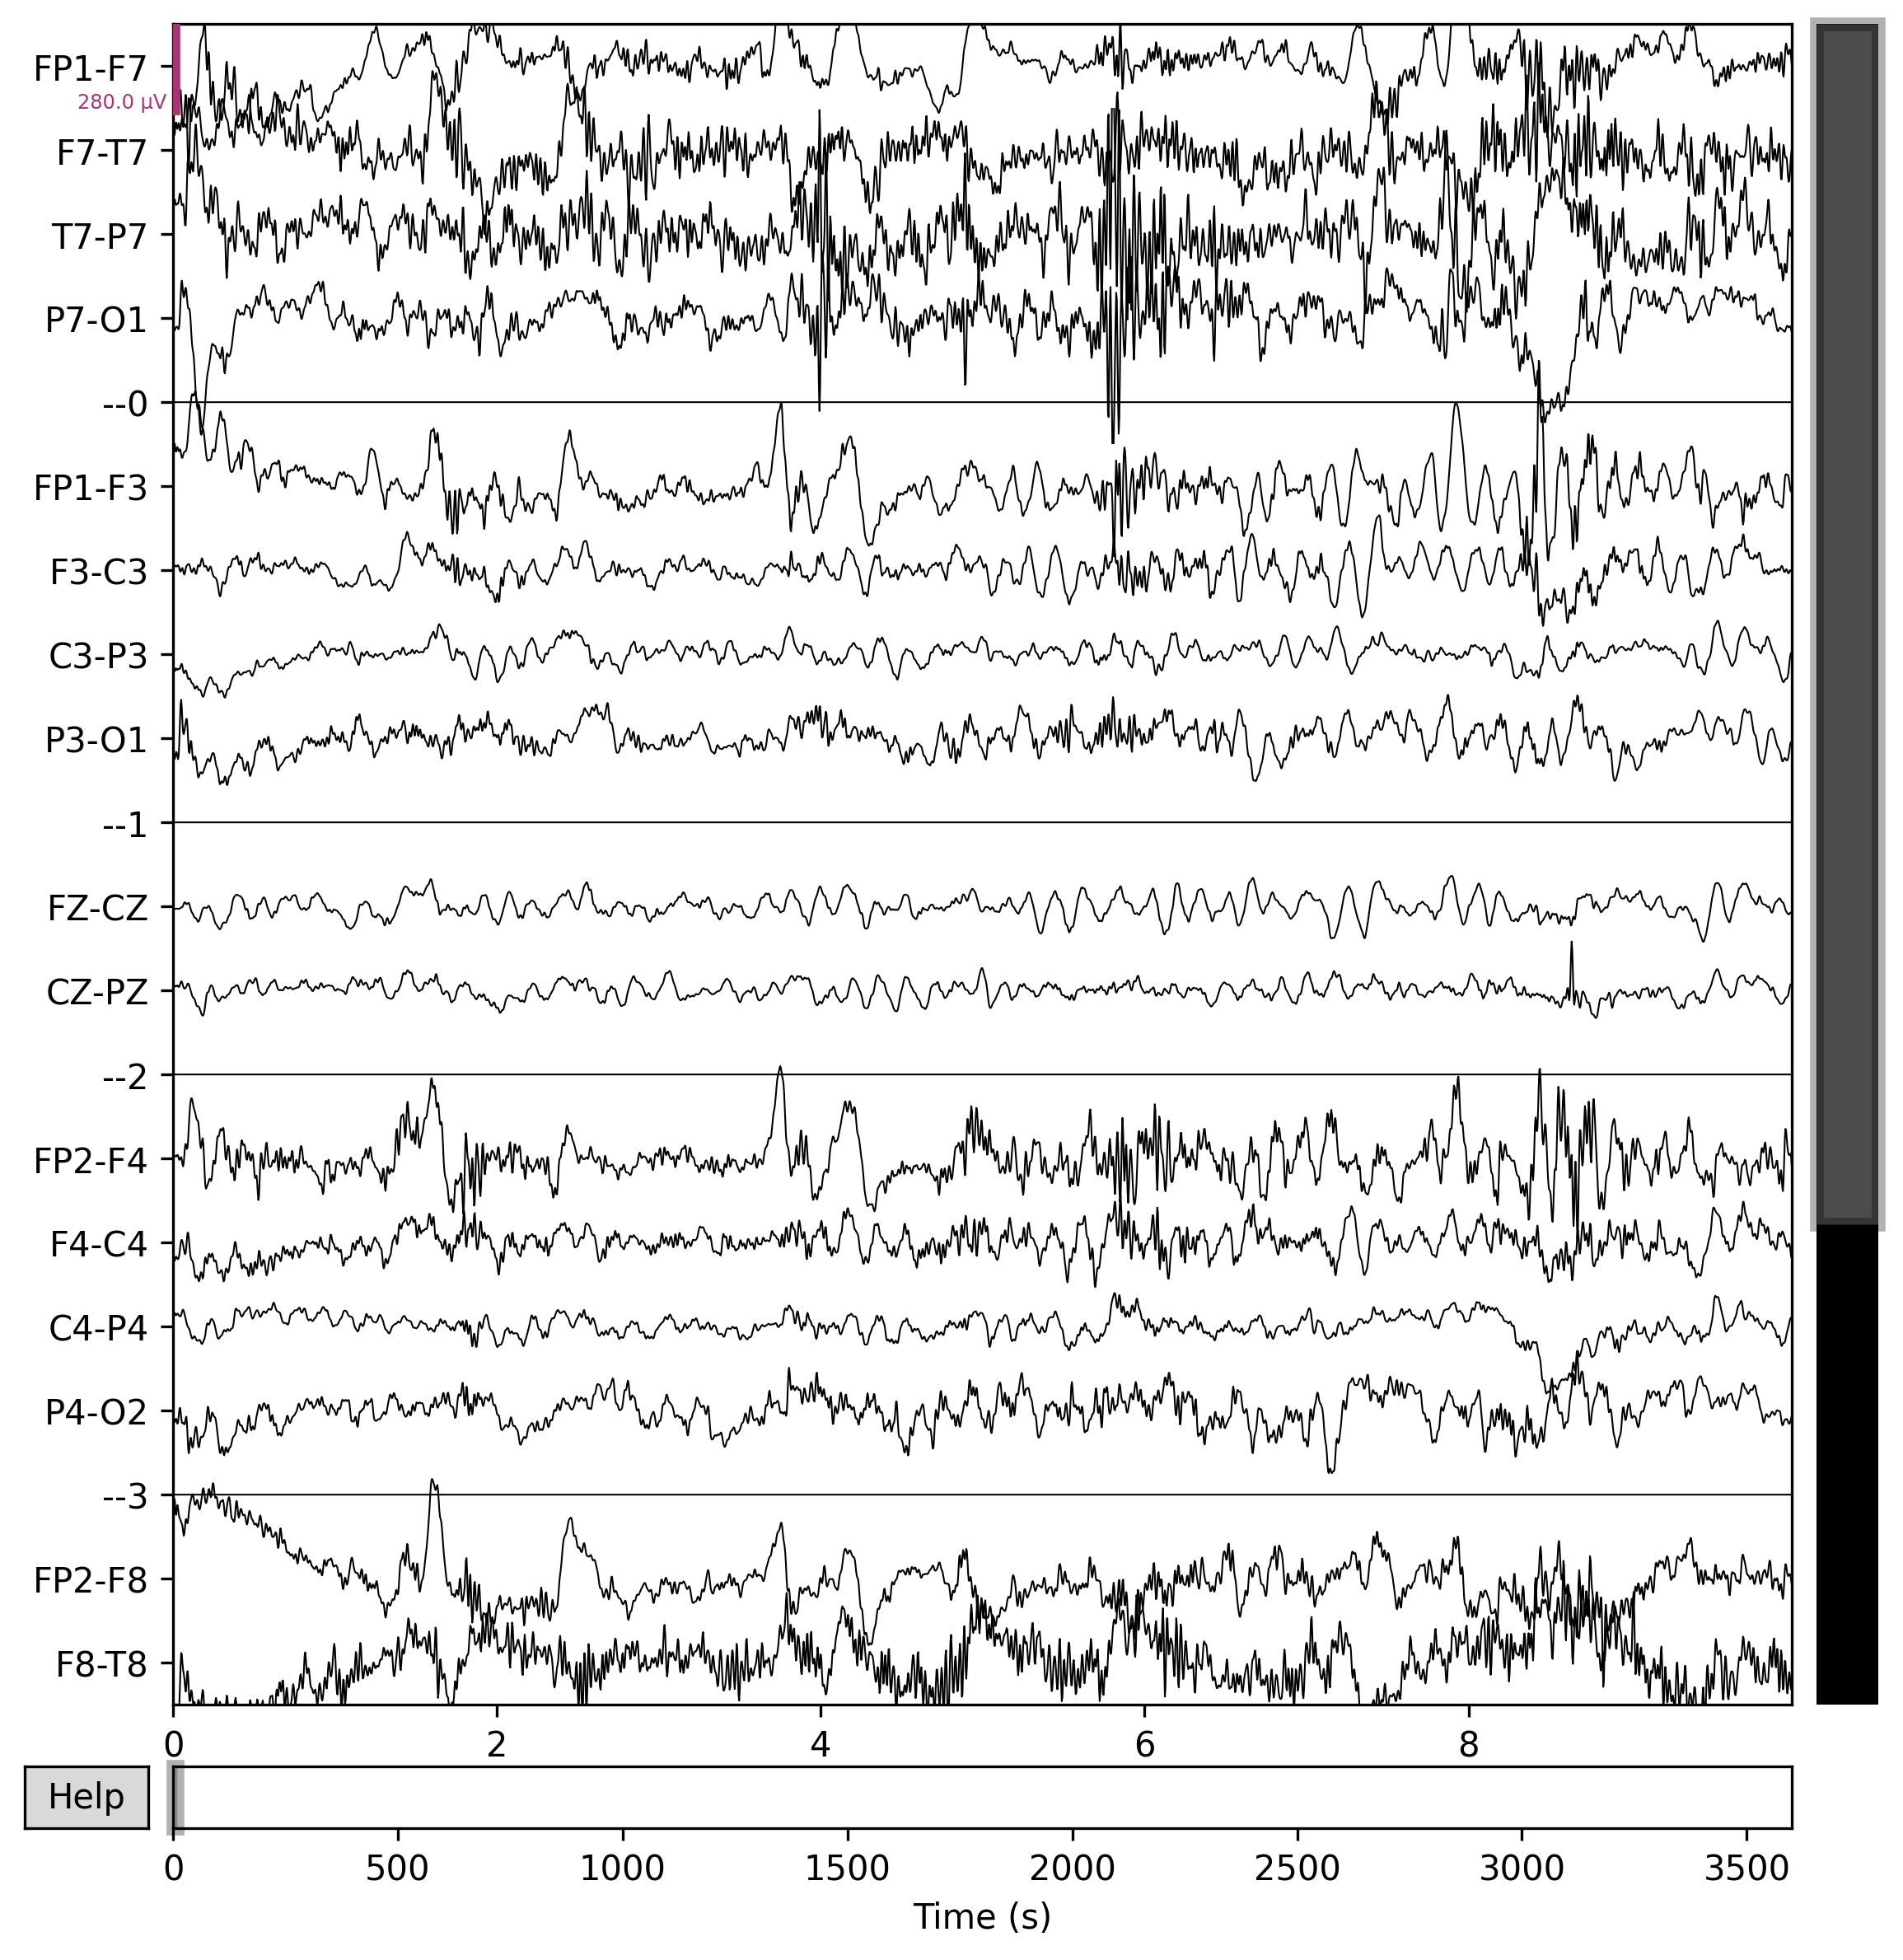 FP1-F7
280.0 µV
F7-T7
T7-P7
P7-O1
--0
FP1-F3
F3-C3
C3-P3
P3-O1
--1
FZ-CZ
CZ-PZ
--2
FP2-F4
F4-C4
C4-P4
P4-O2
--3
FP2-F8
F8-T8
0 2 4 6 8
Help
0 500 1000 1500 2000 2500 3000 3500
Time (s)